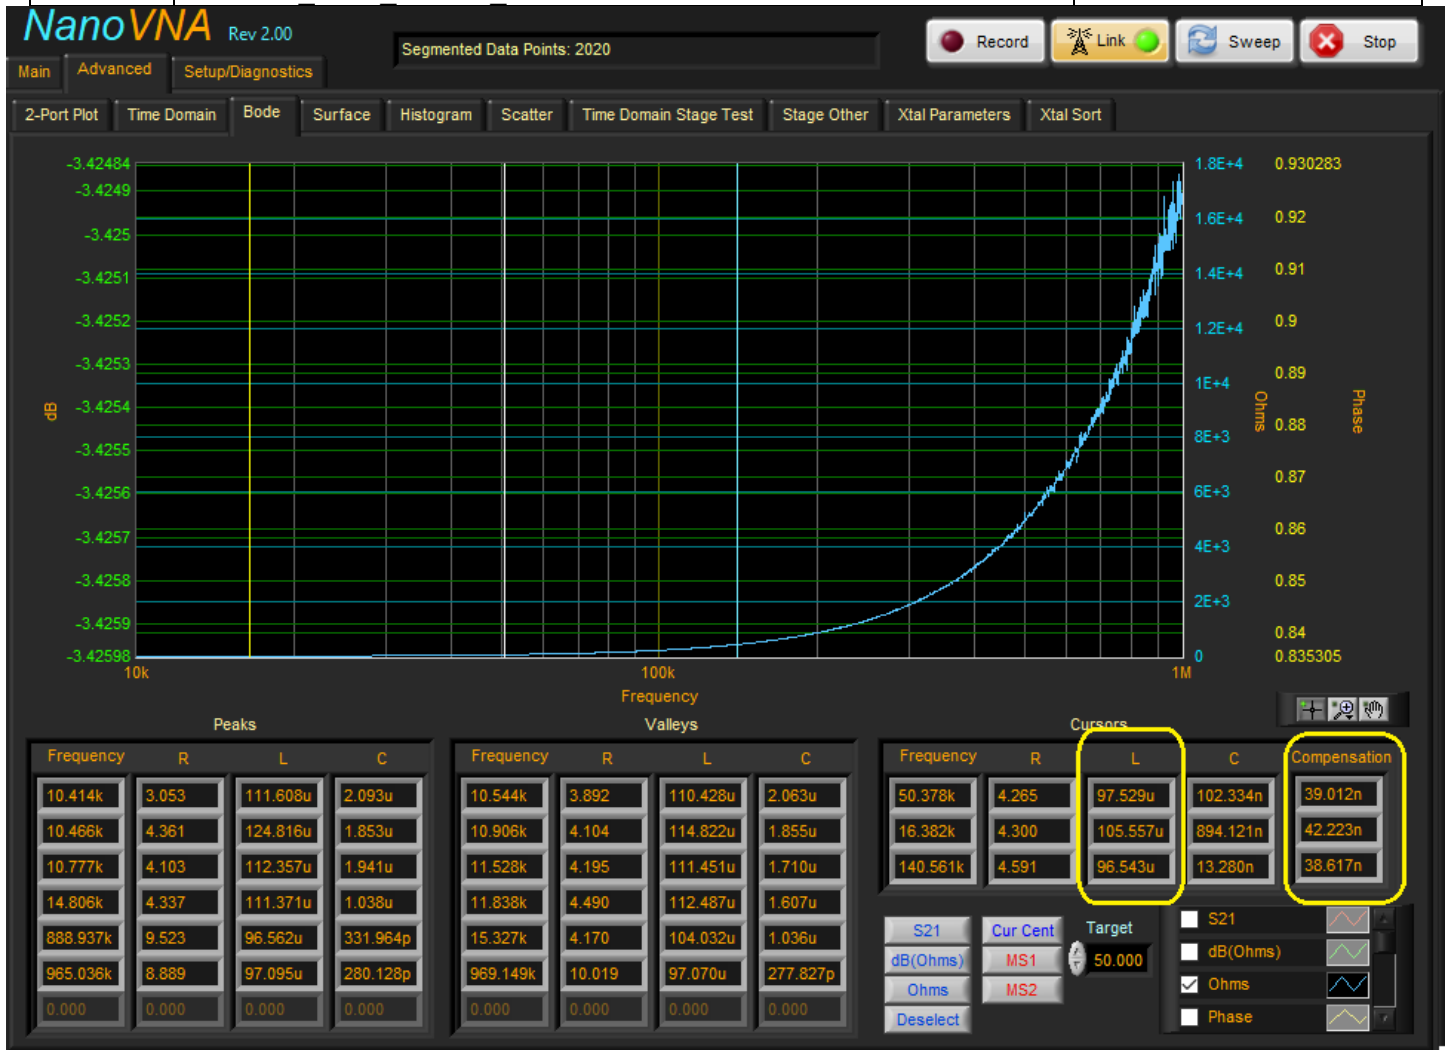 NanoVNA Rev 2.00
Segmented Data Points: 2020
Record Link Sweep Stop
Main Advanced Setup/Diagnostics
2-Port Plot Time Domain Bode Surface Histogram Scatter Time Domain Stage Test Stage Other Xtal Parameters Xtal Sort
-3.42484 1.8E+4 0.930283
-3.4249
1.6E+4 0.92
-3.425
-3.4251 1.4E+4 0.91
-3.4252 1.2E+4 0.9
-3.4253 0.89
1E+4
dB -3.4254 Ohms Phase
8E+3 0.88
-3.4255
0.87
-3.4256 6E+3
0.86
-3.4257 4E+3
-3.4258 0.85
2E+3
-3.4259 0.84
-3.42598 0 0.835305
10k 100k 1M
Frequency
Peaks Valleys Cursors
Frequency R L C Frequency R L C Frequency R L C Compensation
10.414k 3.053 111.608u 2.093u 10.544k 3.892 110.428u 2.063u 50.378k 4.265 97.529u 102.334n 39.012n
10.466k 4.361 124.816u 1.853u 10.906k 4.104 114.822u 1.855u 16.382k 4.300 105.557u 894.121n 42.223n
10.777k 4.103 112.357u 1.941u 11.528k 4.195 111.451u 1.710u 140.561k 4.591 96.543u 13.280n 38.617n
14.806k 4.337 111.371u 1.038u 11.838k 4.490 112.487u 1.607u
888.937k 9.523 96.562u 331.964p 15.327k 4.170 104.032u 1.036u
965.036k 8.889 97.095u 280.128p 969.149k 10.019 97.070u 277.827p
0.000 0.000 0.000 0.000 0.000 0.000 0.000 0.000
S21 Cur Cent Target S21
dB(Ohms) MS1 50.000 dB(Ohms)
Ohms MS2 Ohms
Deselect Phase